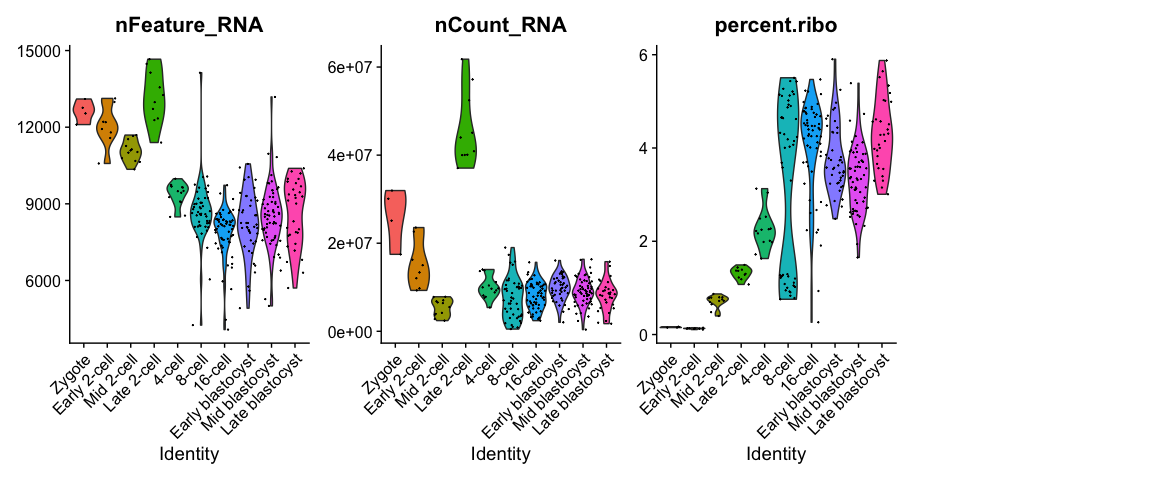 nFeature_RNA
15000
12000
9000
6000
Zygote
Early 2-cell
Mid 2-cell
Late 2-cell
4-cell
8-cell
16-cell
Early blastocyst
Mid blastocyst
Late blastocyst
Identity
nCount_RNA
6e+07
4e+07
2e+07
0e+00
Zygote
Early 2-cell
Mid 2-cell
Late 2-cell
4-cell
8-cell
16-cell
Early blastocyst
Mid blastocyst
Late blastocyst
Identity
percent.ribo
6
4
2
0
Zygote
Early 2-cell
Mid 2-cell
Late 2-cell
4-cell
8-cell
16-cell
Early blastocyst
Mid blastocyst
Late blastocyst
Identity